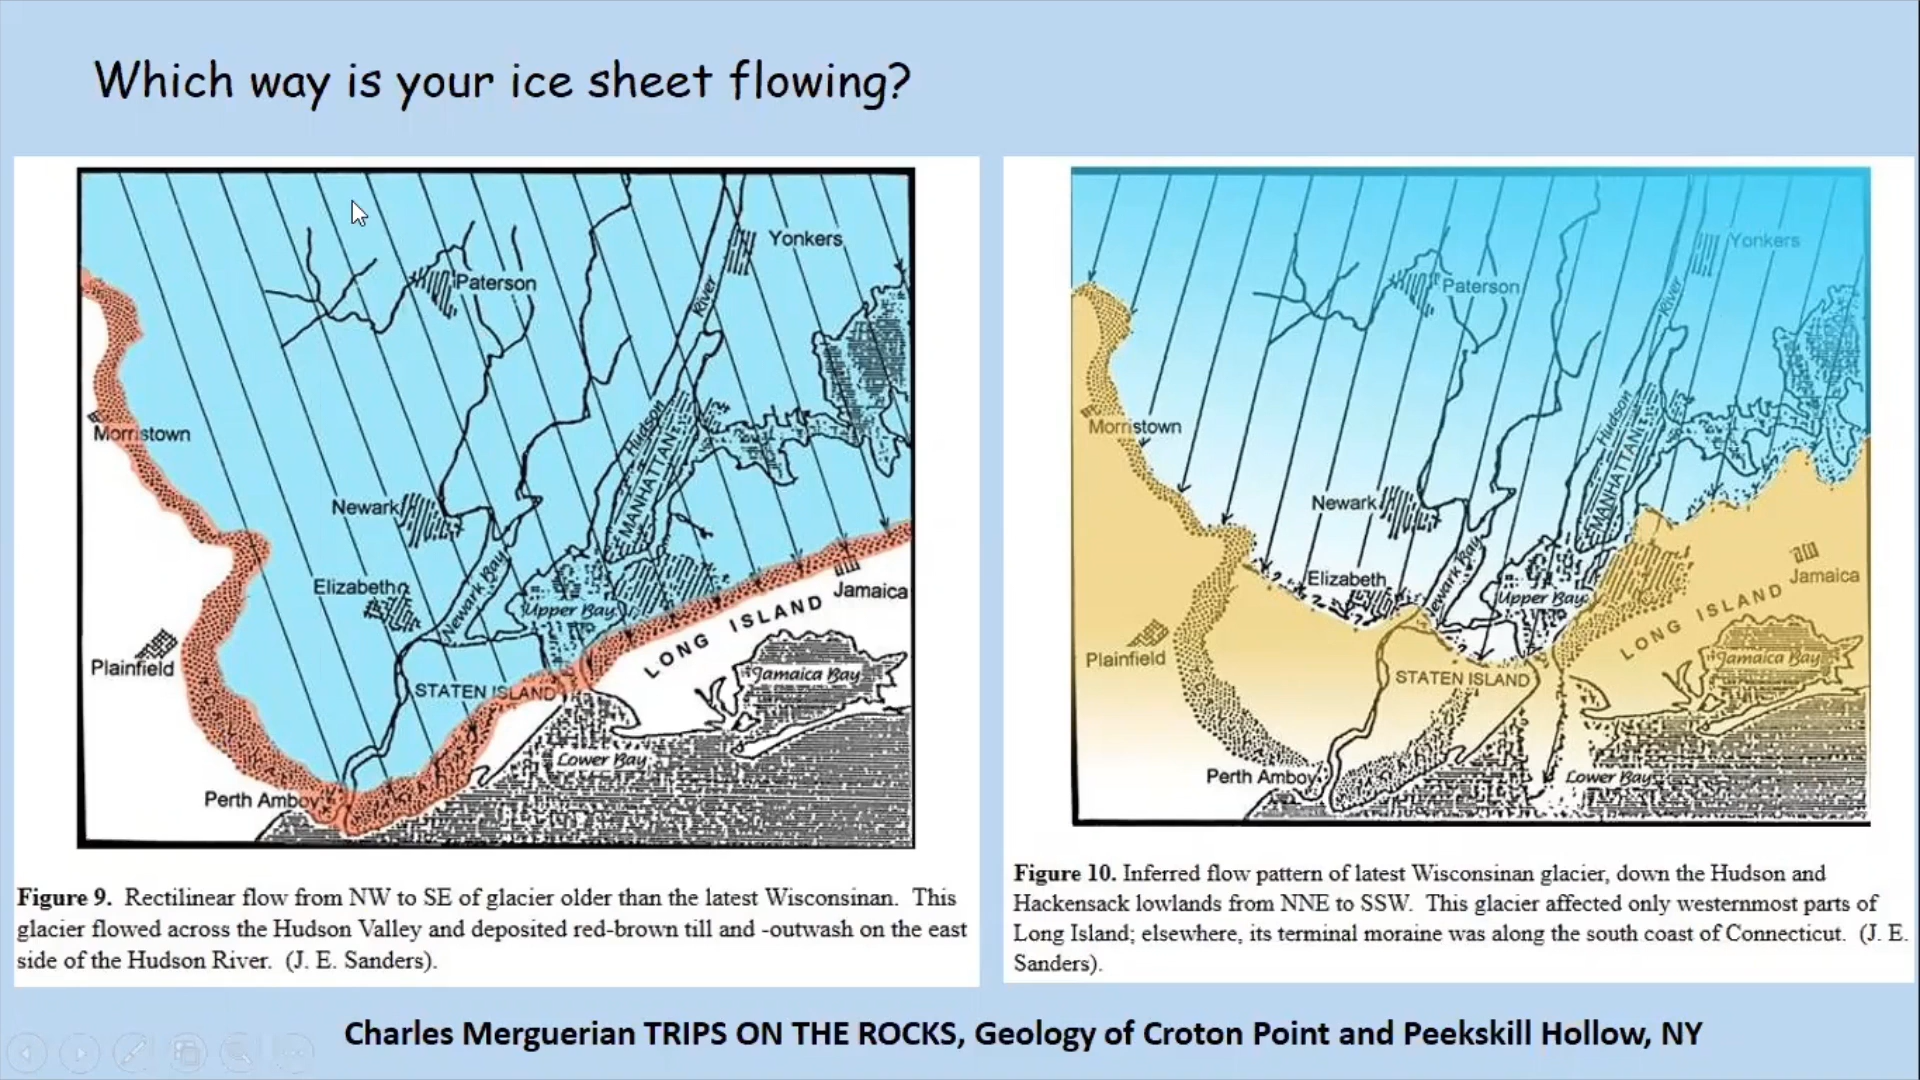 Which way is your ice sheet flowing?
Yonkers
Paterson
River
Morristown
Hudson
MANHATTAN
Newark
Newark Bay
Elizabeth
Upper Bay
Jamaica
LONG ISLAND
Plainfield
Jamaica Bay
STATEN ISLAND
Lower Bay
Perth Amboy
Figure 9. Rectilinear flow from NW to SE of glacier older than the latest Wisconsinan. This
glacier flowed across the Hudson Valley and deposited red-brown till and -outwash on the east
side of the Hudson River. (J. E. Sanders).
Yonkers
Paterson
River
Morristown
Hudson
MANHATTAN
Newark
Newark Bay
Elizabeth
Upper Bay
Jamaica
LONG ISLAND
Plainfield
Jamaica Bay
STATEN ISLAND
Perth Amboy
Lower Bay
Figure 10. Inferred flow pattern of latest Wisconsinan glacier, down the Hudson and
Hackensack lowlands from NNE to SSW. This glacier affected only westernmost parts of
Long Island; elsewhere, its terminal moraine was along the south coast of Connecticut. (J. E.
Sanders).
Charles Merguerian TRIPS ON THE ROCKS, Geology of Croton Point and Peekskill Hollow, NY